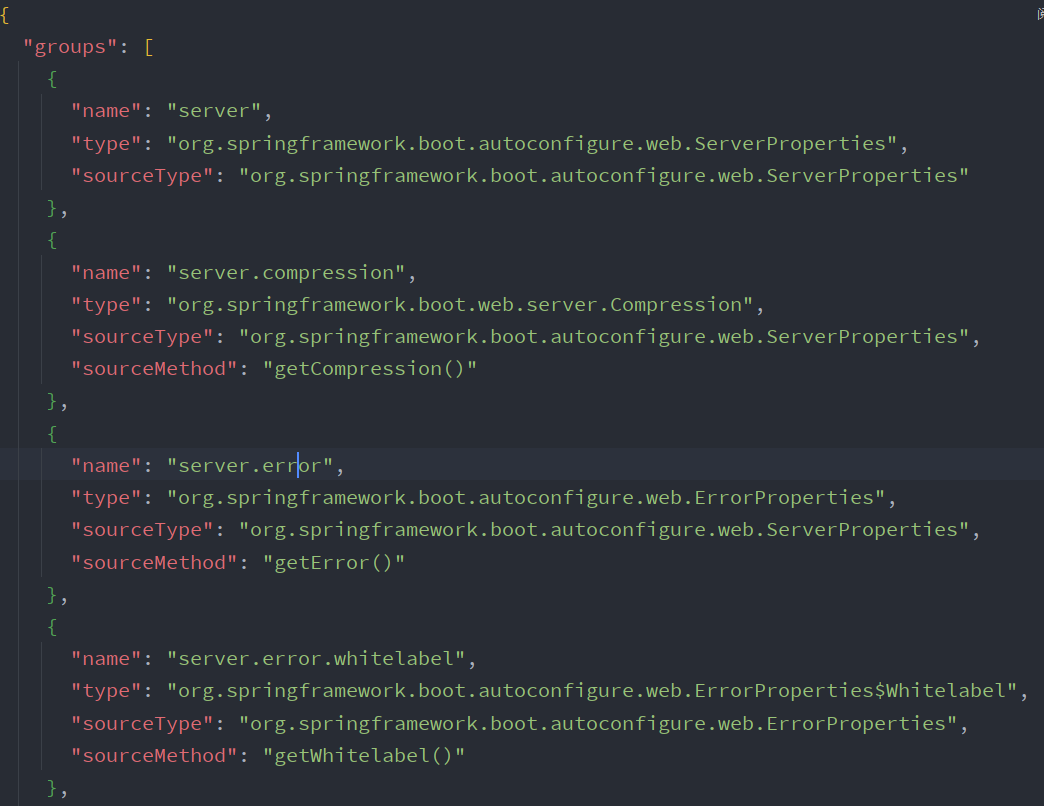 {
"groups": [
{
"name": "server",
"type": "org.springframework.boot.autoconfigure.web.ServerProperties",
"sourceType": "org.springframework.boot.autoconfigure.web.ServerProperties"
},
{
"name": "server.compression",
"type": "org.springframework.boot.web.server.Compression",
"sourceType": "org.springframework.boot.autoconfigure.web.ServerProperties",
"sourceMethod": "getCompression()"
},
{
"name": "server.error",
"type": "org.springframework.boot.autoconfigure.web.ErrorProperties",
"sourceType": "org.springframework.boot.autoconfigure.web.ServerProperties",
"sourceMethod": "getError()"
},
{
"name": "server.error.whitelabel",
"type": "org.springframework.boot.autoconfigure.web.ErrorProperties$Whitelabel",
"sourceType": "org.springframework.boot.autoconfigure.web.ErrorProperties",
"sourceMethod": "getWhitelabel()"
},